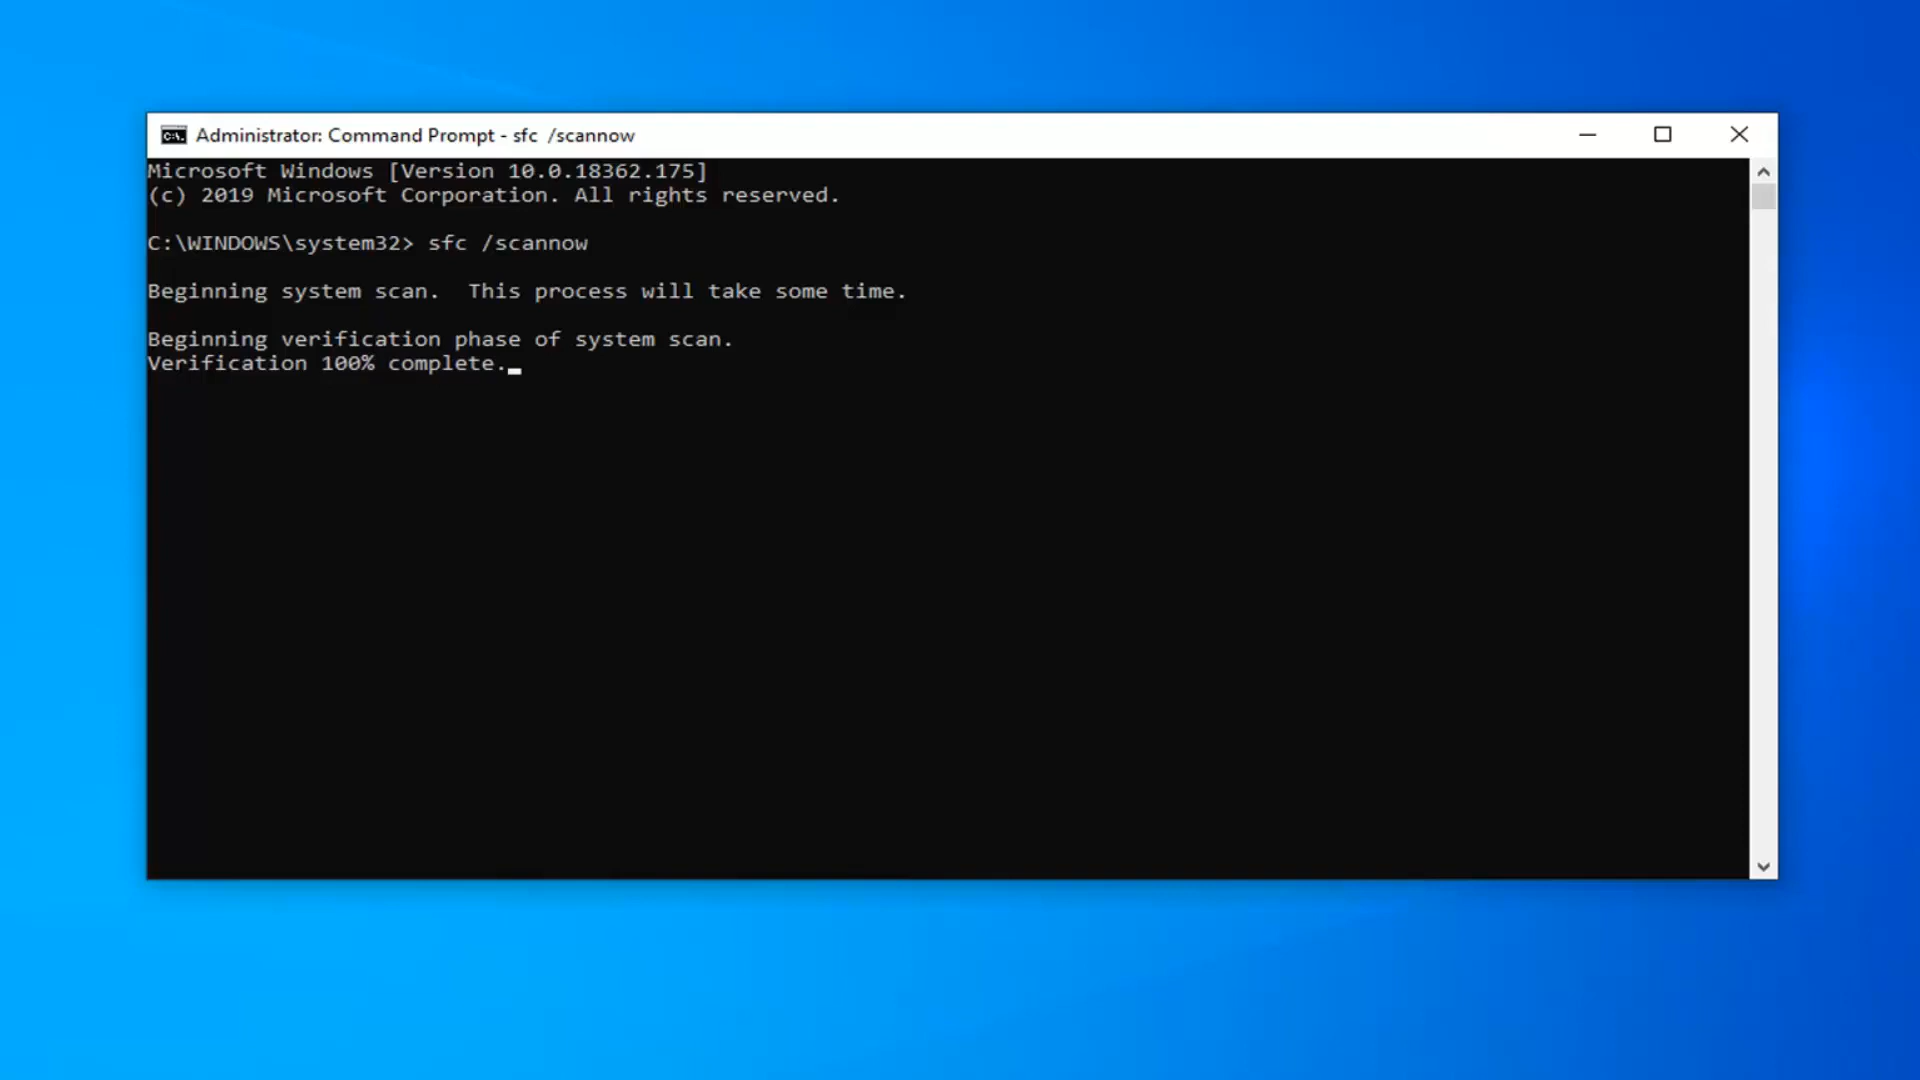 Administrator: Command Prompt - sfc  /scannow
Microsoft Windows [Version 10.0.18362.175]
(c) 2019 Microsoft Corporation. All rights reserved.
C:\WINDOWS\system32> sfc /scannow
Beginning system scan.  This process will take some time.
Beginning verification phase of system scan.
Verification 100% complete.